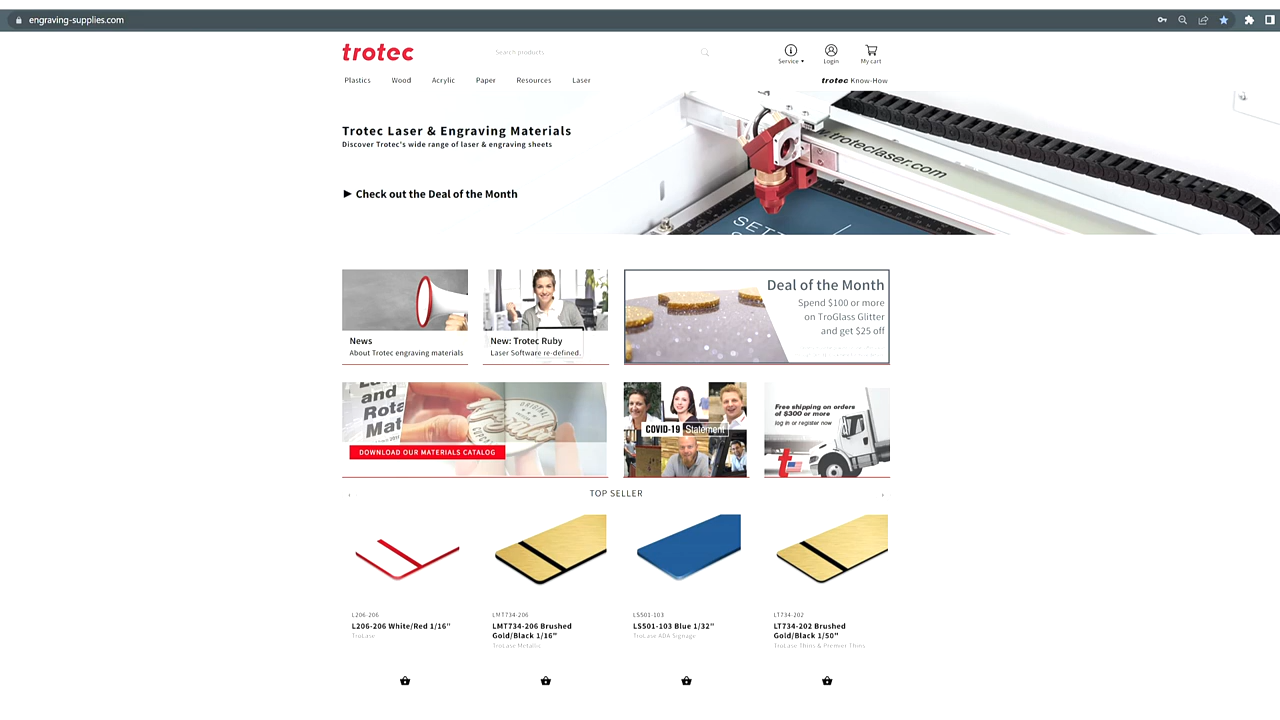 engraving-supplies.com
trotec
Search products
Service ▾
Login
My cart
Plastics
Wood
Acrylic
Paper
Resources
Laser
trotec Know-How
Trotec Laser & Engraving Materials
Discover Trotec's wide range of laser & engraving sheets
► Check out the Deal of the Month
troteclaser.com
SET
News
About Trotec engraving materials
New: Trotec Ruby
Laser Software re-defined.
Deal of the Month
Spend $100 or more
on TroGlass Glitter
and get $25 off
and
Rota
Mat
ORIGINAL
2021
DOWNLOAD OUR MATERIALS CATALOG
COVID-19 Statement
Free shipping on orders
of $300 or more
log in or register now
t
TOP SELLER
L206-206
L206-206 White/Red 1/16"
TroLase
LMT734-206
LMT734-206 Brushed
Gold/Black 1/16"
TroLase Metallic
LS501-103
LS501-103 Blue 1/32"
TroLase ADA Signage
LT734-202
LT734-202 Brushed
Gold/Black 1/50"
TroLase Thins & Premier Thins